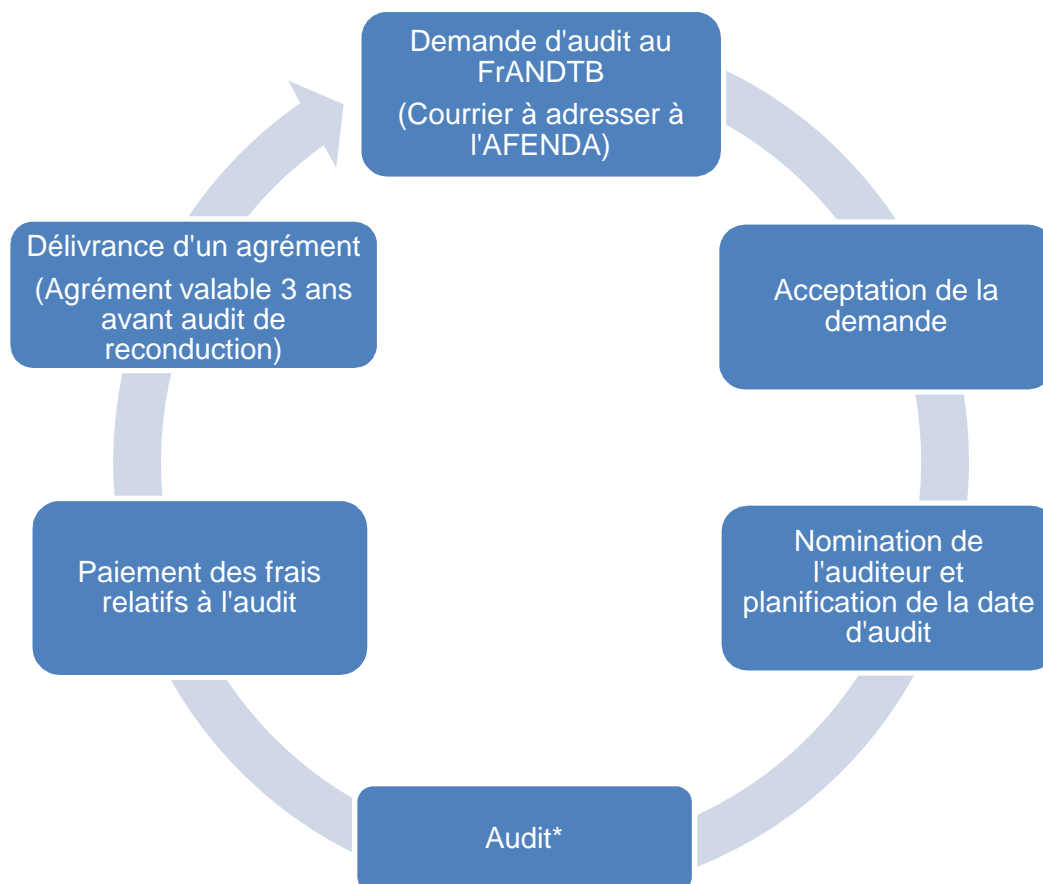 Demande d'audit au
FrANDTB
(Courrier à adresser à
l'AFENDA)
Acceptation de la
demande
Nomination de
l'auditeur et
planification de la date
d'audit
Audit*
Paiement des frais
relatifs à l'audit
Délivrance d'un agrément
(Agrément valable 3 ans
avant audit de
reconduction)